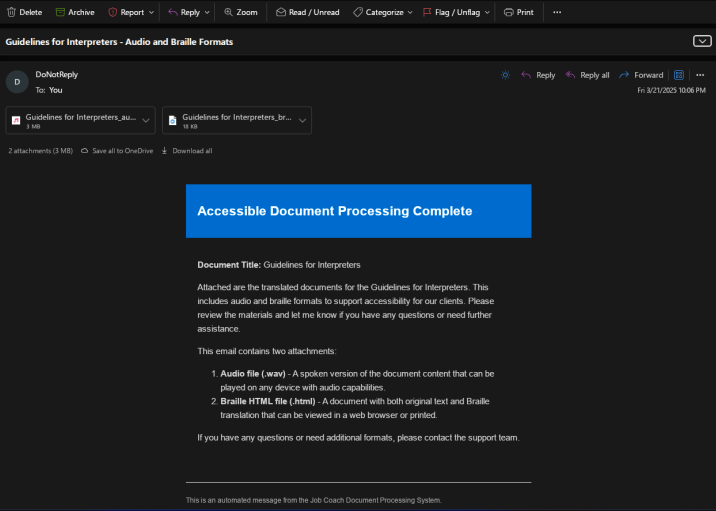 Delete Archive Report Reply Zoom Read / Unread Categorize Flag / Unflag Print
Guidelines for Interpreters - Audio and Braille Formats
D
DoNotReply
To: You
Reply Reply all Forward
Fri 3/21/2025 10:06 PM
Guidelines for Interpreters_au...
3 MB
Guidelines for Interpreters_br...
18 KB
2 attachments (3 MB) Save all to OneDrive Download all
Accessible Document Processing Complete
Document Title: Guidelines for Interpreters
Attached are the translated documents for the Guidelines for Interpreters. This
includes audio and braille formats to support accessibility for our clients. Please
review the materials and let me know if you have any questions or need further
assistance.
This email contains two attachments:
1. Audio file (.wav) - A spoken version of the document content that can be
played on any device with audio capabilities.
2. Braille HTML file (.html) - A document with both original text and Braille
translation that can be viewed in a web browser or printed.
If you have any questions or need additional formats, please contact the support team.
This is an automated message from the Job Coach Document Processing System.